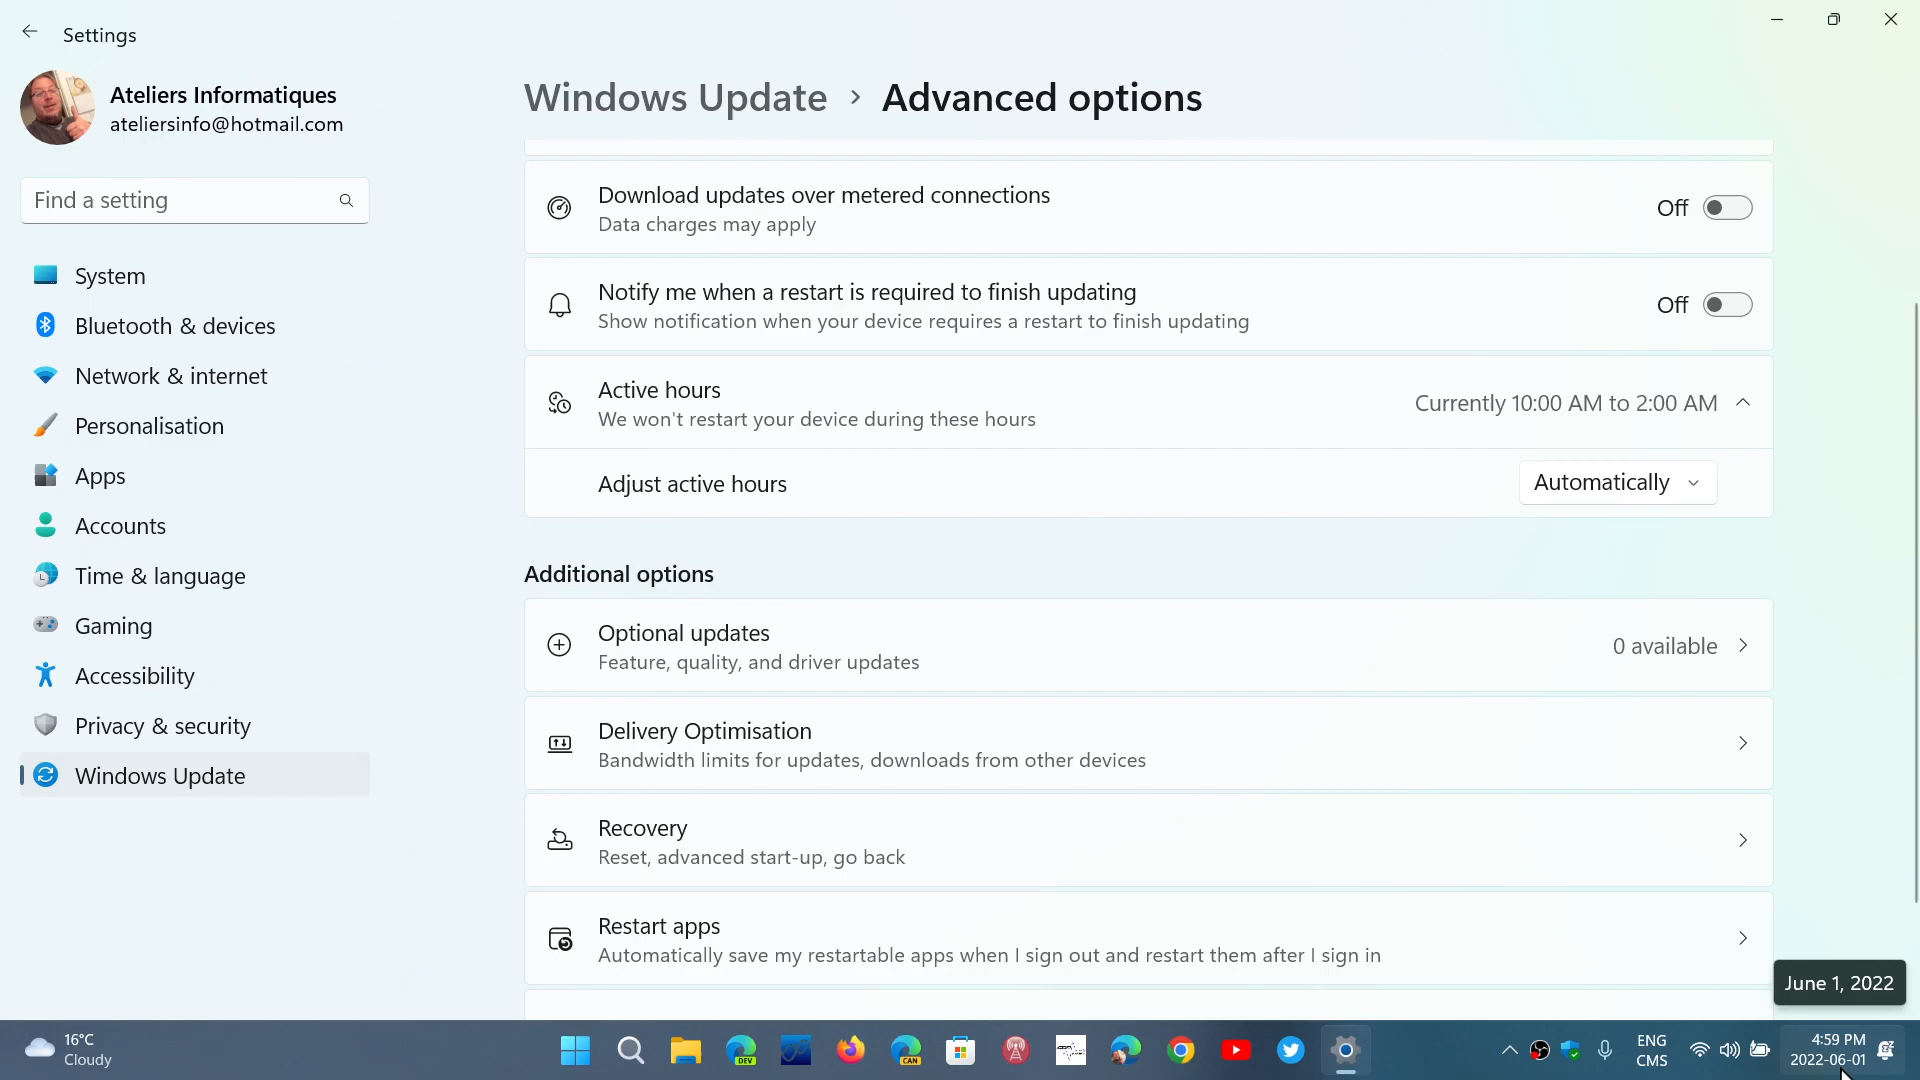 Settings
Ateliers Informatiques
ateliersinfo@hotmail.com
Find a setting
System
Bluetooth & devices
Network & internet
Personalisation
Apps
Accounts
Time & language
Gaming
Accessibility
Privacy & security
Windows Update
Windows Update > Advanced options
Download updates over metered connections
Data charges may apply
Off
Notify me when a restart is required to finish updating
Show notification when your device requires a restart to finish updating
Off
Active hours
We won't restart your device during these hours
Currently 10:00 AM to 2:00 AM
Adjust active hours
Automatically
Additional options
Optional updates
Feature, quality, and driver updates
0 available
Delivery Optimisation
Bandwidth limits for updates, downloads from other devices
Recovery
Reset, advanced start-up, go back
Restart apps
Automatically save my restartable apps when I sign out and restart them after I sign in
June 1, 2022
16°C
Cloudy
DEV
CAN
ENG
CMS
4:59 PM
2022-06-01